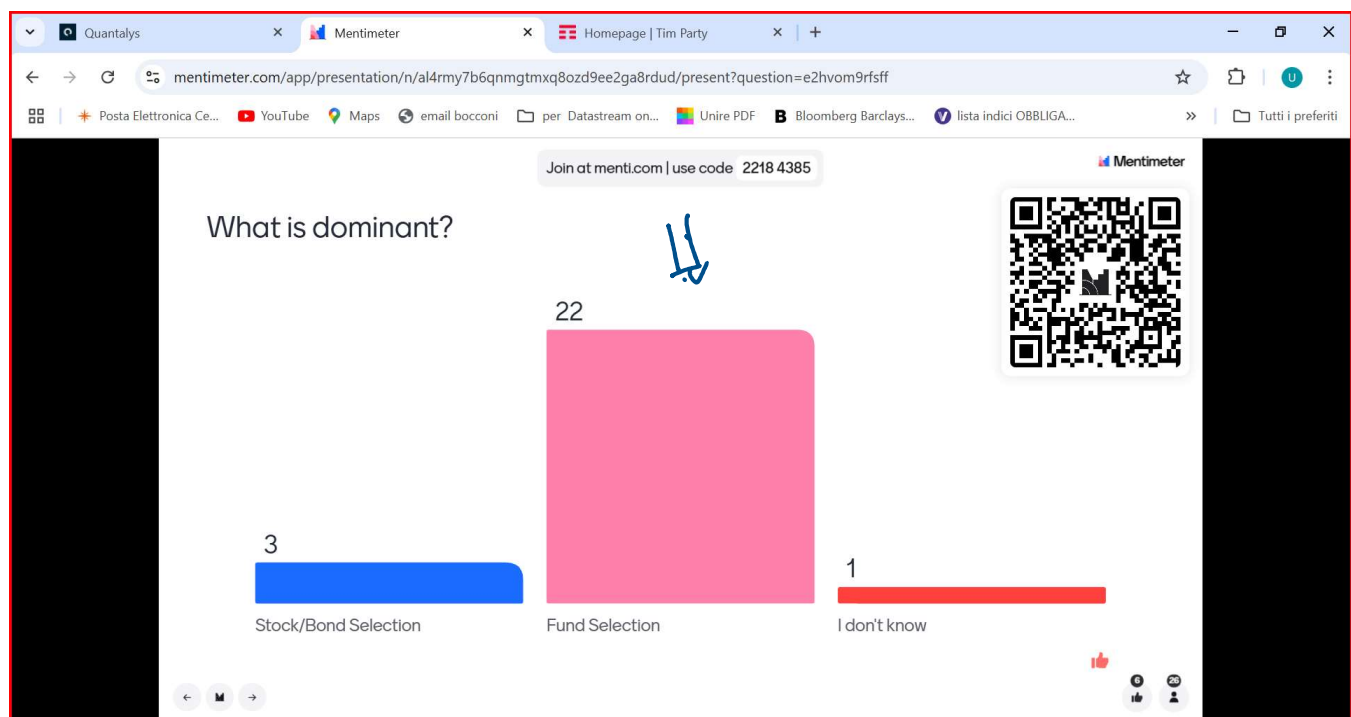 Quantalys
Mentimeter
Homepage | Tim Party
mentimeter.com/app/presentation/n/al4rmy7b6qnmgtmxq8ozd9ee2ga8rdud/present?question=e2hvom9rfsff
U
Posta Elettronica Ce...
YouTube
Maps
email bocconi
per Datastream on...
Unire PDF
B Bloomberg Barclays...
lista indici OBBLIGA...
»
Tutti i preferiti
Join at menti.com | use code 2218 4385
Mentimeter
What is dominant?
22
3
1
Stock/Bond Selection
Fund Selection
I don't know
6
26